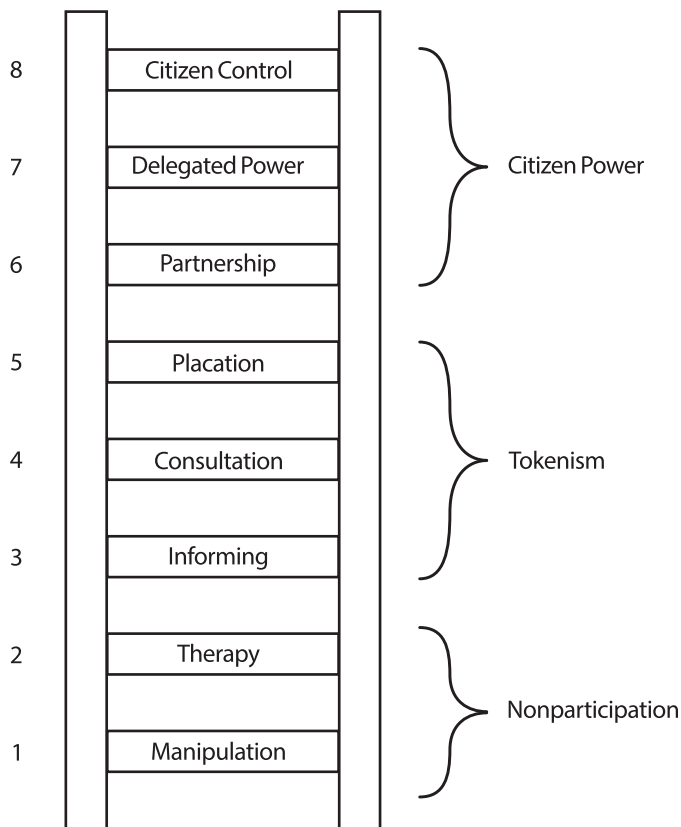 8 Citizen Control
7 Delegated Power Citizen Power
6 Partnership
5 Placation
4 Consultation Tokenism
3 Informing
2 Therapy
Nonparticipation
1 Manipulation